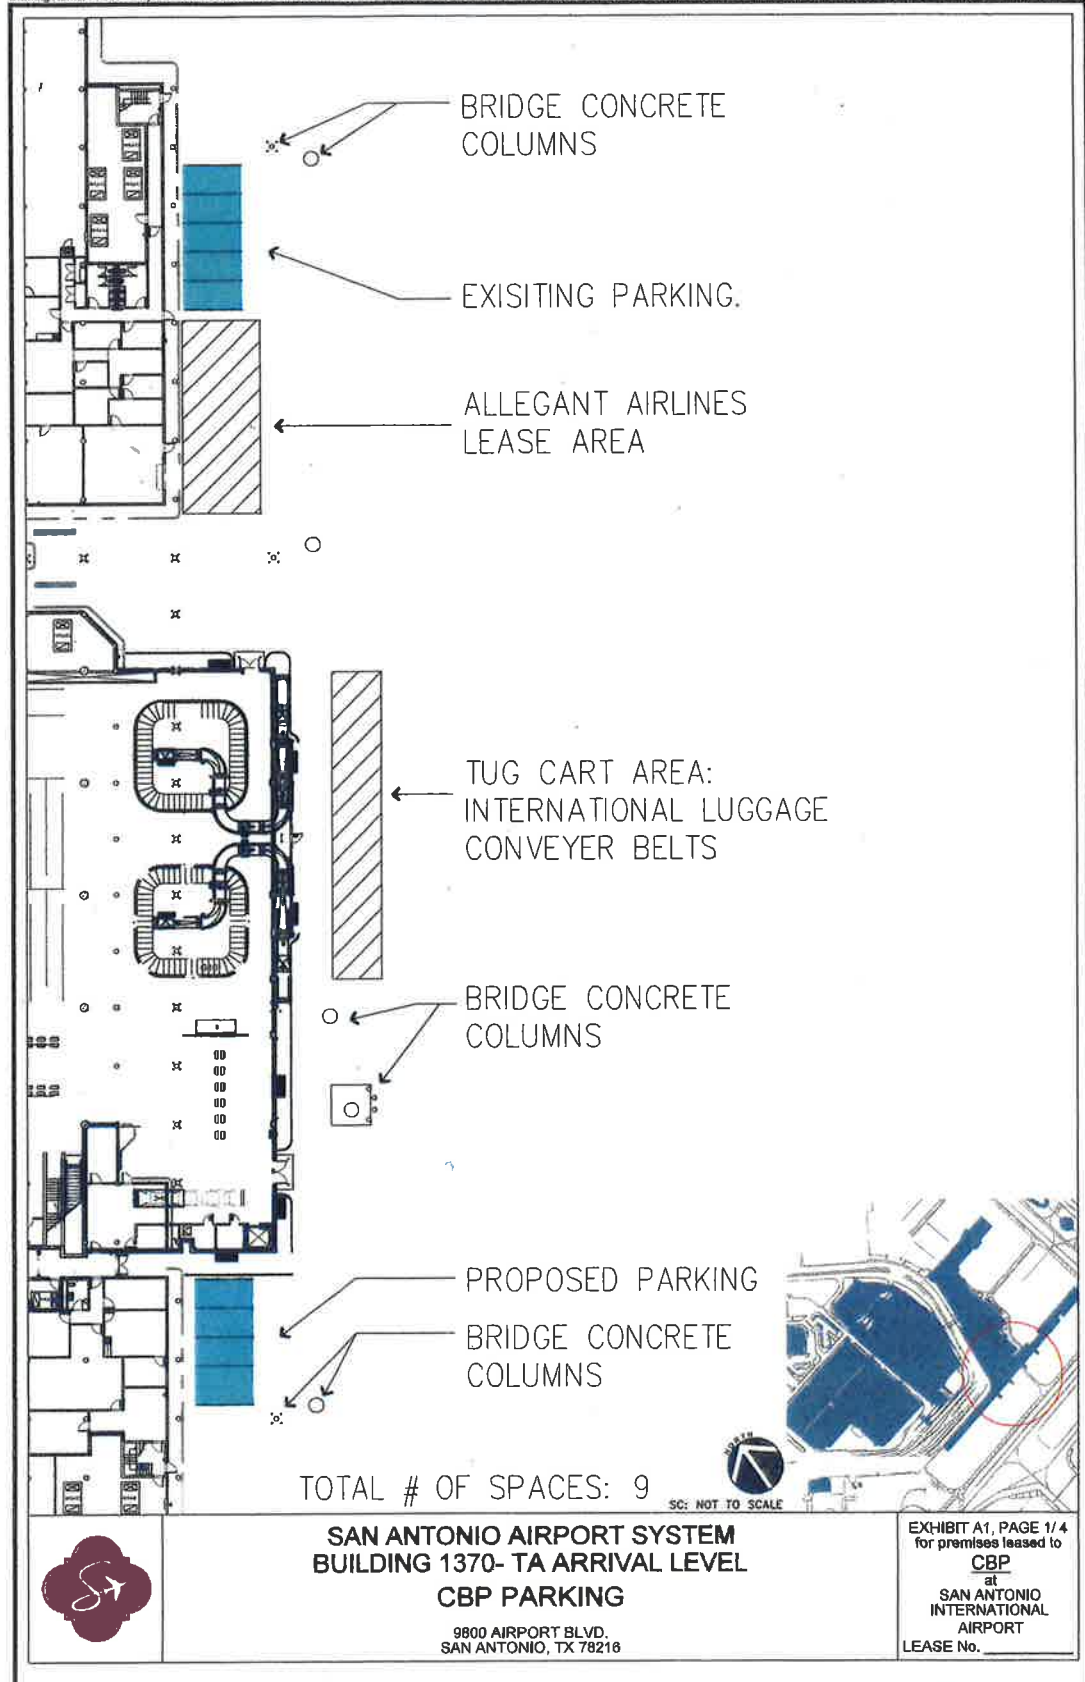 BRIDGE CONCRETE
COLUMNS
EXISITING PARKING.
ALLEGANT AIRLINES
LEASE AREA
TUG CART AREA:
INTERNATIONAL LUGGAGE
CONVEYER BELTS
BRIDGE CONCRETE
COLUMNS
PROPOSED PARKING
BRIDGE CONCRETE
COLUMNS
TOTAL # OF SPACES: 9
NORTH
SC: NOT TO SCALE
SAN ANTONIO AIRPORT SYSTEM
BUILDING 1370- TA ARRIVAL LEVEL
CBP PARKING
9800 AIRPORT BLVD.
SAN ANTONIO, TX 78216
EXHIBIT A1, PAGE 1/4
for premises leased to
CBP
at
SAN ANTONIO
INTERNATIONAL
AIRPORT
LEASE No.